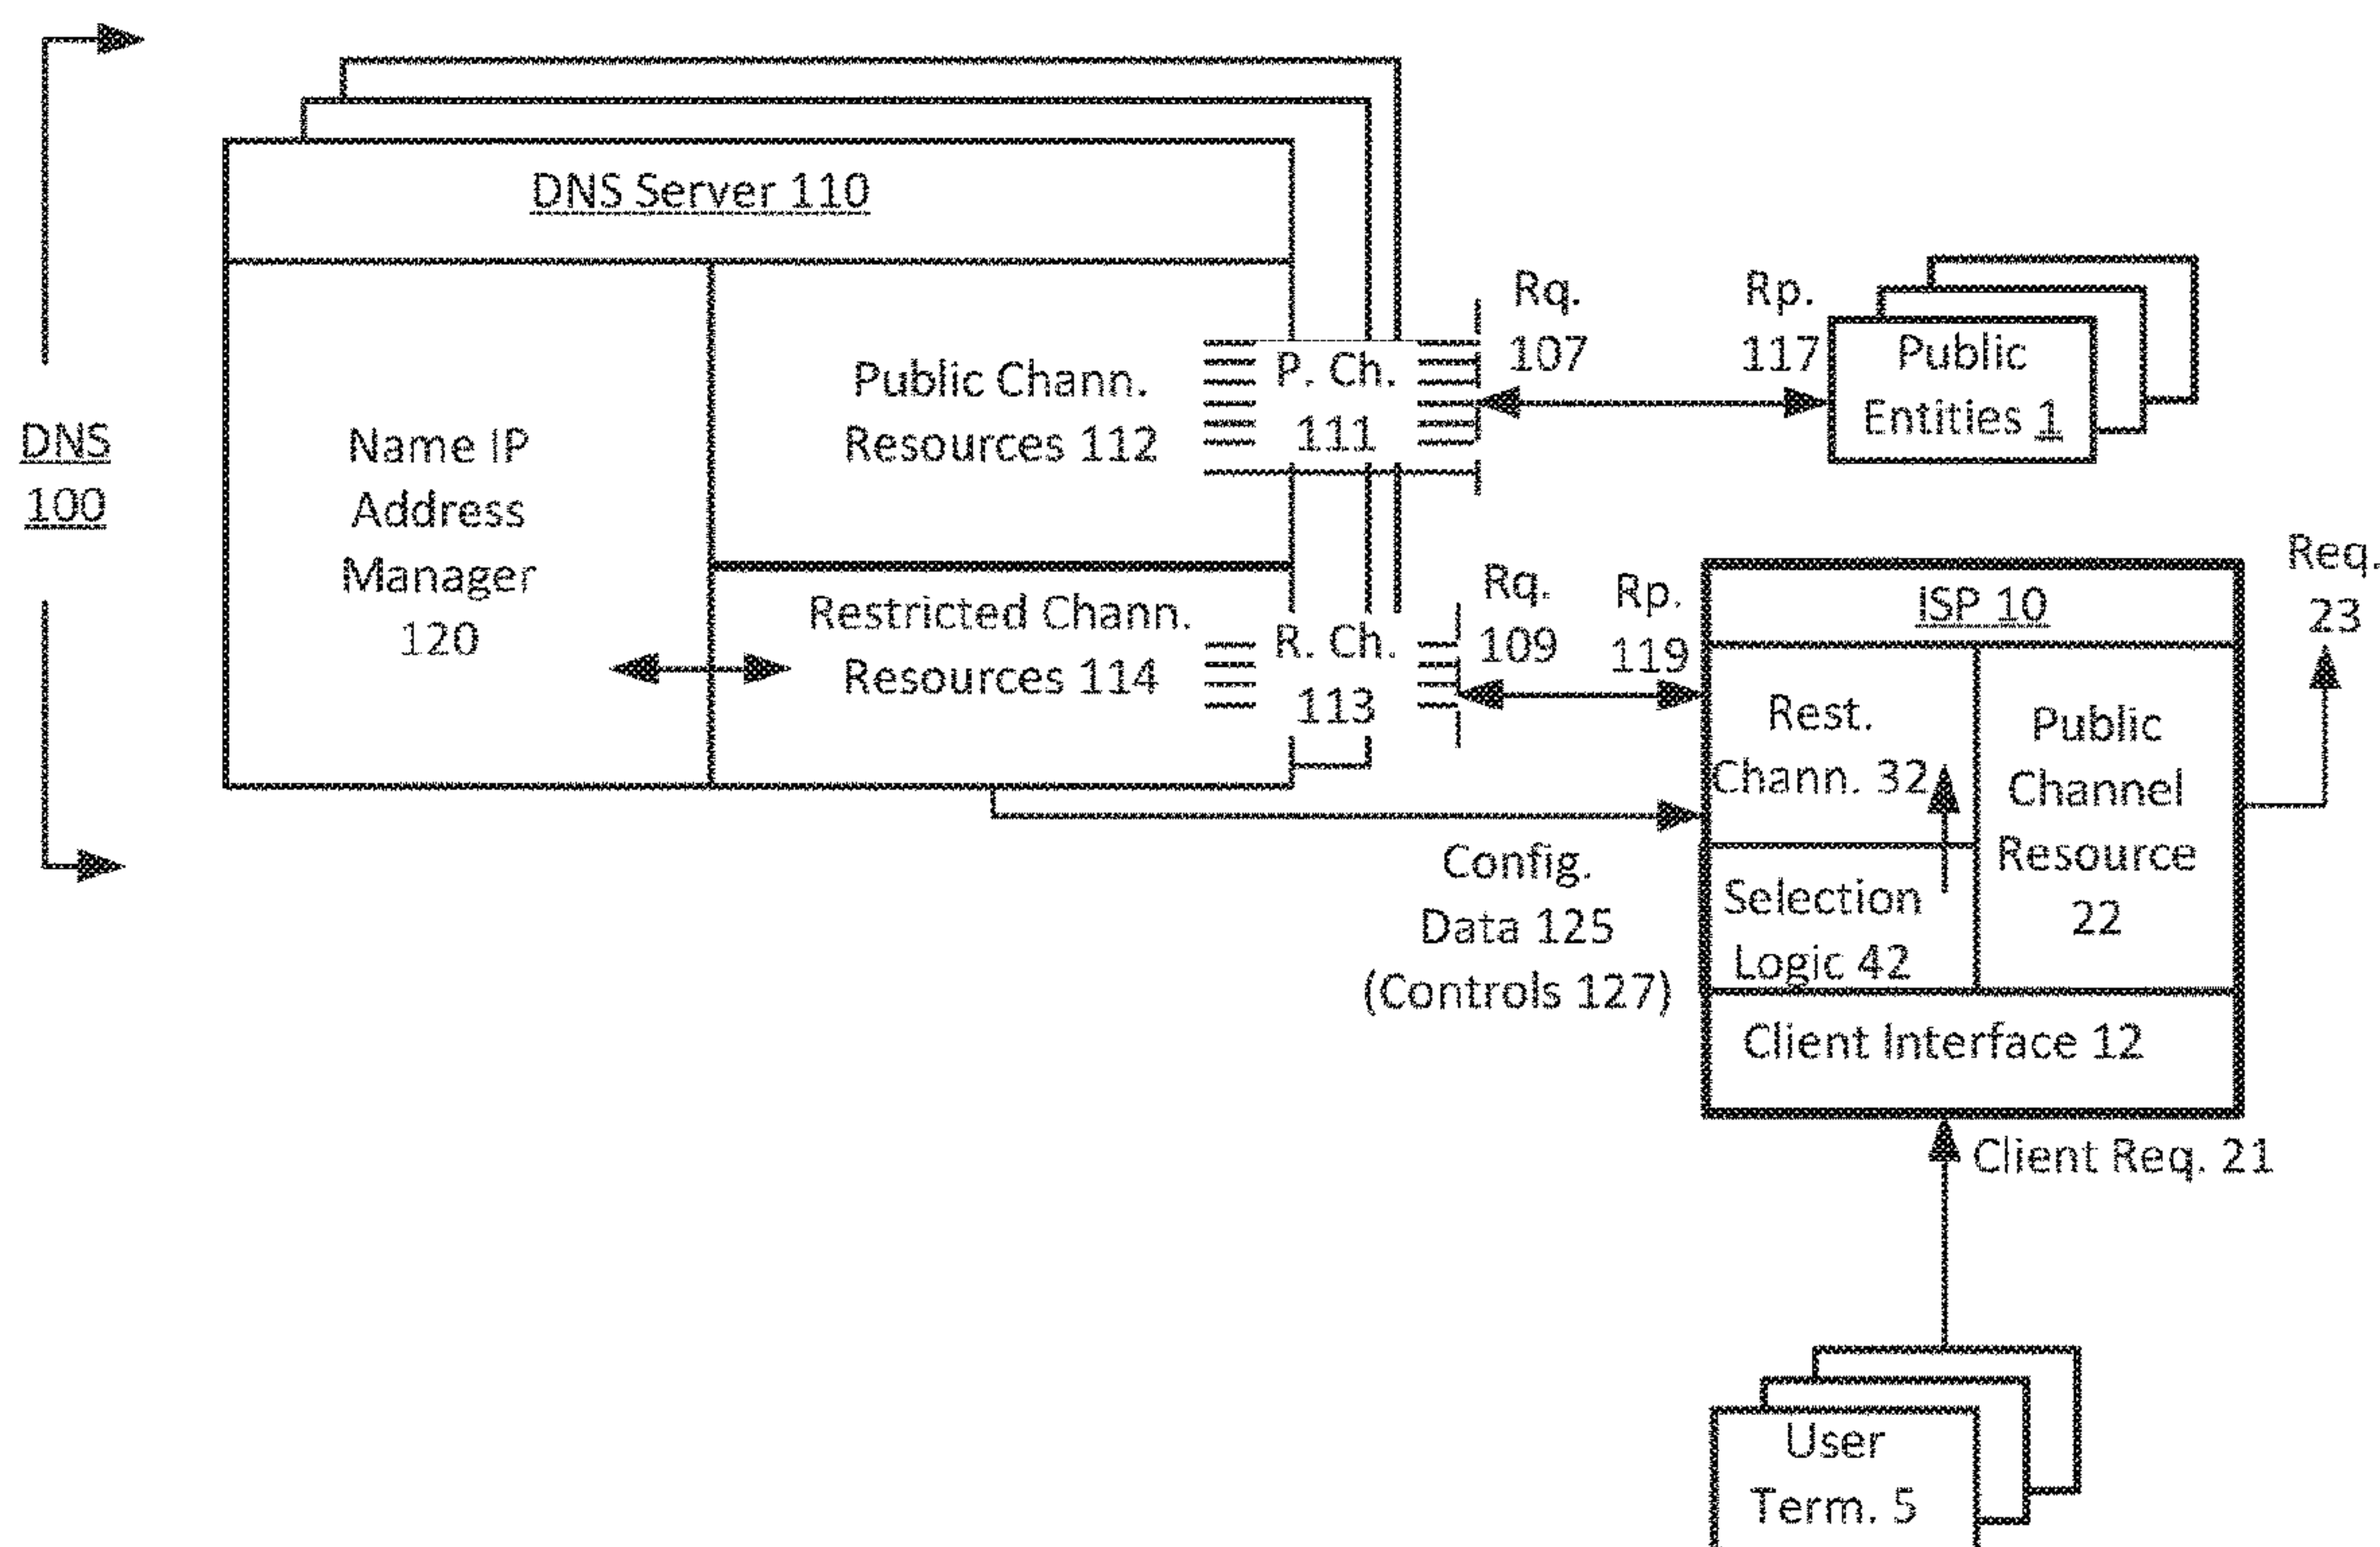 DNS
100
DNS Server 110
Name IP
Address
Manager
120
Public Chann.
Resources 112
P. Ch.
111
Restricted Chann.
Resources 114
R. Ch.
113
Rq.
107
Rp.
117
Public
Entities 1
Rq.
109
Rp.
119
Config.
Data 125
(Controls 127)
ISP 10
Rest.
Chann. 32
Selection
Logic 42
Public
Channel
Resource
22
Client Interface 12
Req.
23
Client Req. 21
User
Term. 5